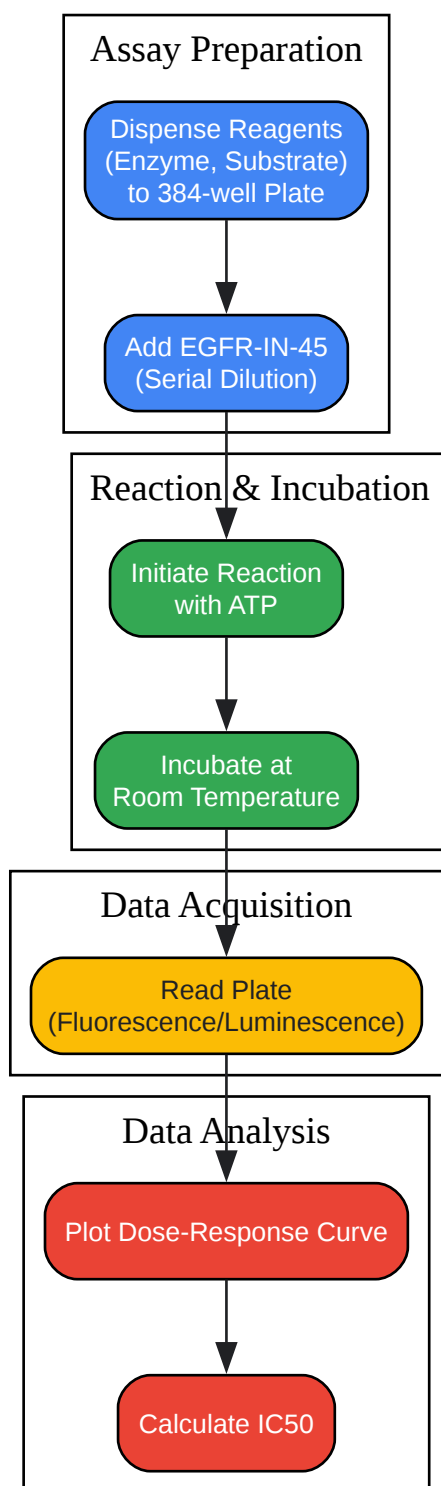 Assay Preparation
Dispense Reagents
(Enzyme, Substrate)
to 384-well Plate
Add EGFR-IN-45
(Serial Dilution)
Reaction & Incubation
Initiate Reaction
with ATP
Incubate at
Room Temperature
Data Acquisition
Read Plate
(Fluorescence/Luminescence)
Data Analysis
Plot Dose-Response Curve
Calculate IC50